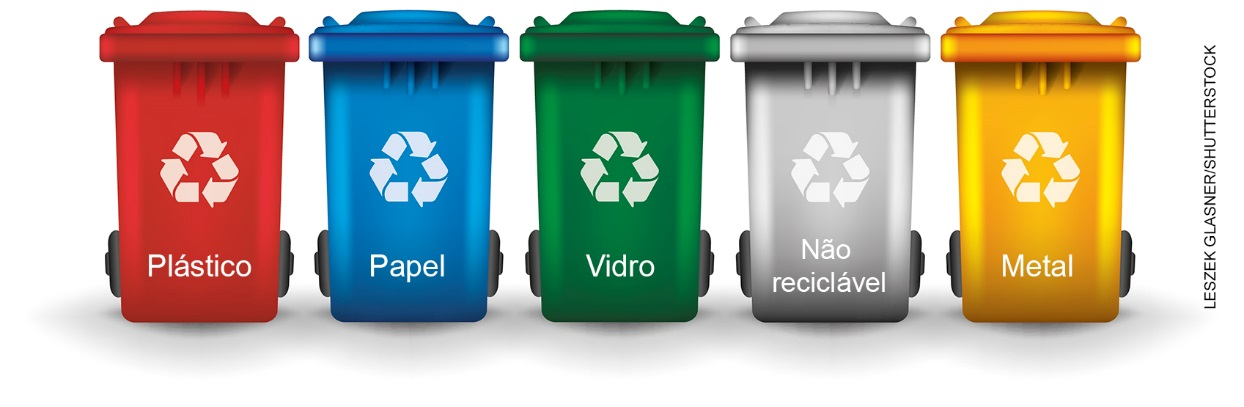 Plástico
Papel
Vidro
Não
reciclável
Metal
LESZEK GLASNER/SHUTTERSTOCK